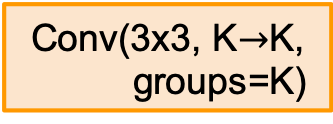 Conv(3x3, K→K,
groups=K)